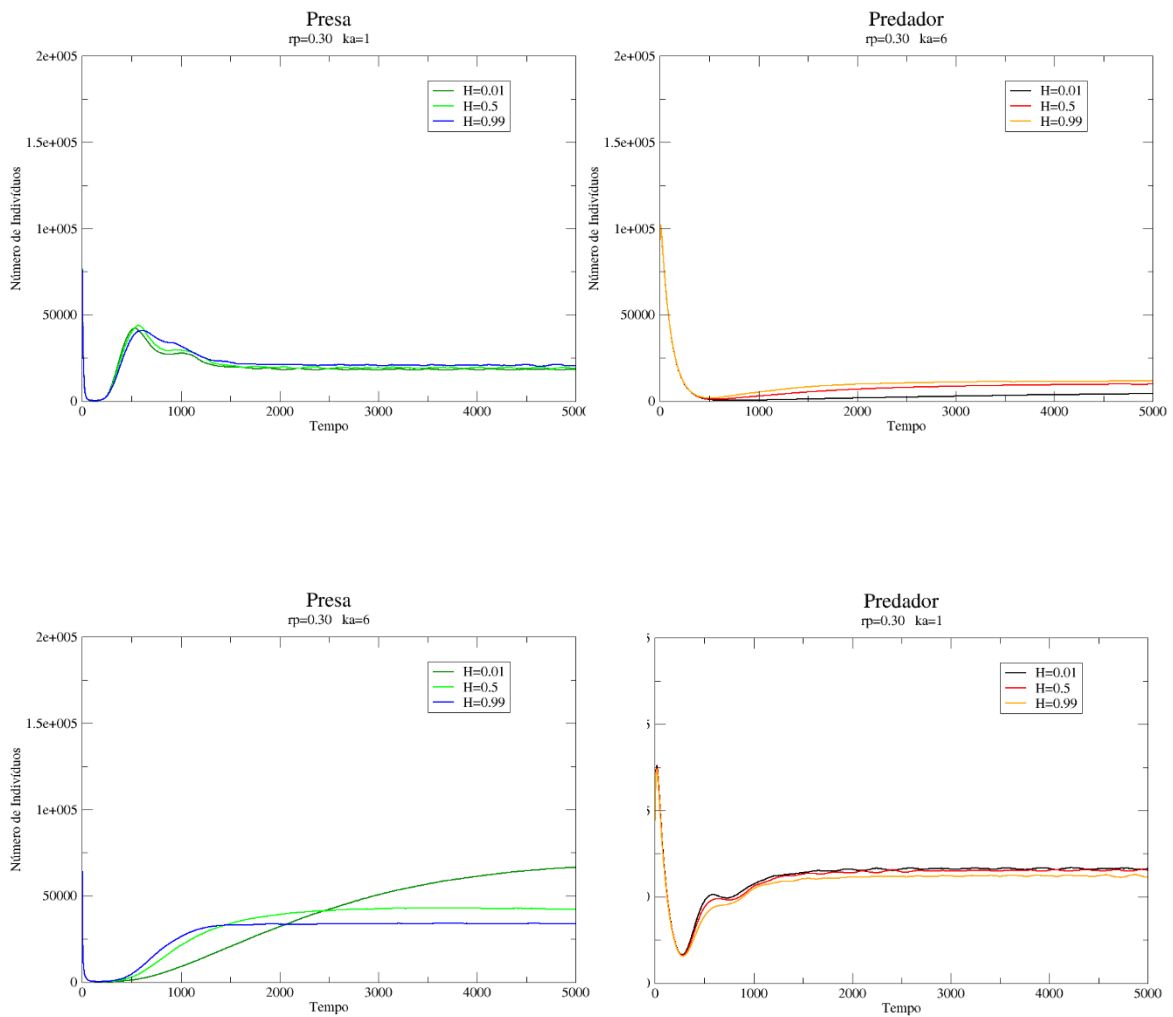 Presa
rp=0.30 ka=1
2e+005
1.5e+005
1e+005
50000
0
Número de Indivíduos
H=0.01
H=0.5
H=0.99
0 1000 2000 3000 4000 5000
Tempo
Predador
rp=0.30 ka=6
2e+005
1.5e+005
1e+005
50000
0
Número de Indivíduos
H=0.01
H=0.5
H=0.99
0 1000 2000 3000 4000 5000
Tempo
Presa
rp=0.30 ka=6
2e+005
1.5e+005
1e+005
50000
0
Número de Indivíduos
H=0.01
H=0.5
H=0.99
0 1000 2000 3000 4000 5000
Tempo
Predador
rp=0.30 ka=1
5
5
5
0
0
H=0.01
H=0.5
H=0.99
0 1000 2000 3000 4000 5000
Tempo